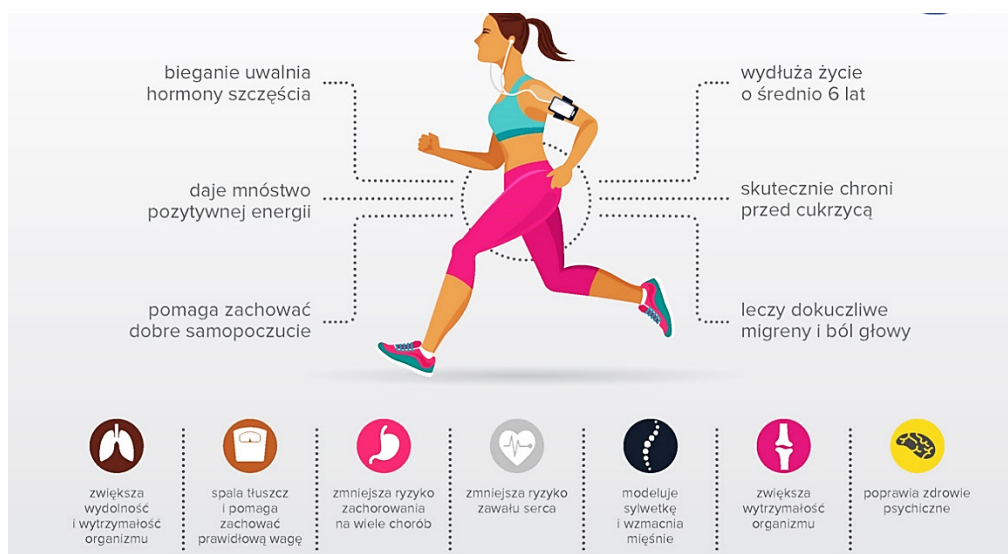 bieganie uwalnia
hormony szczęścia
daje mnóstwo
pozytywnej energii
pomaga zachować
dobre samopoczucie
wydłuża życie
o średnio 6 lat
skutecznie chroni
przed cukrzycą
leczy dokuczliwe
migreny i ból głowy
zwiększa
wydolność
i wytrzymałość
organizmu
spala tłuszcz
i pomaga
zachować
prawidłową wagę
zmniejsza ryzyko
zachorowania
na wiele chorób
zmniejsza ryzyko
zawału serca
modeluje
sylwetkę
i wzmacnia
mięśnie
zwiększa
wytrzymałość
organizmu
poprawia zdrowie
psychiczne